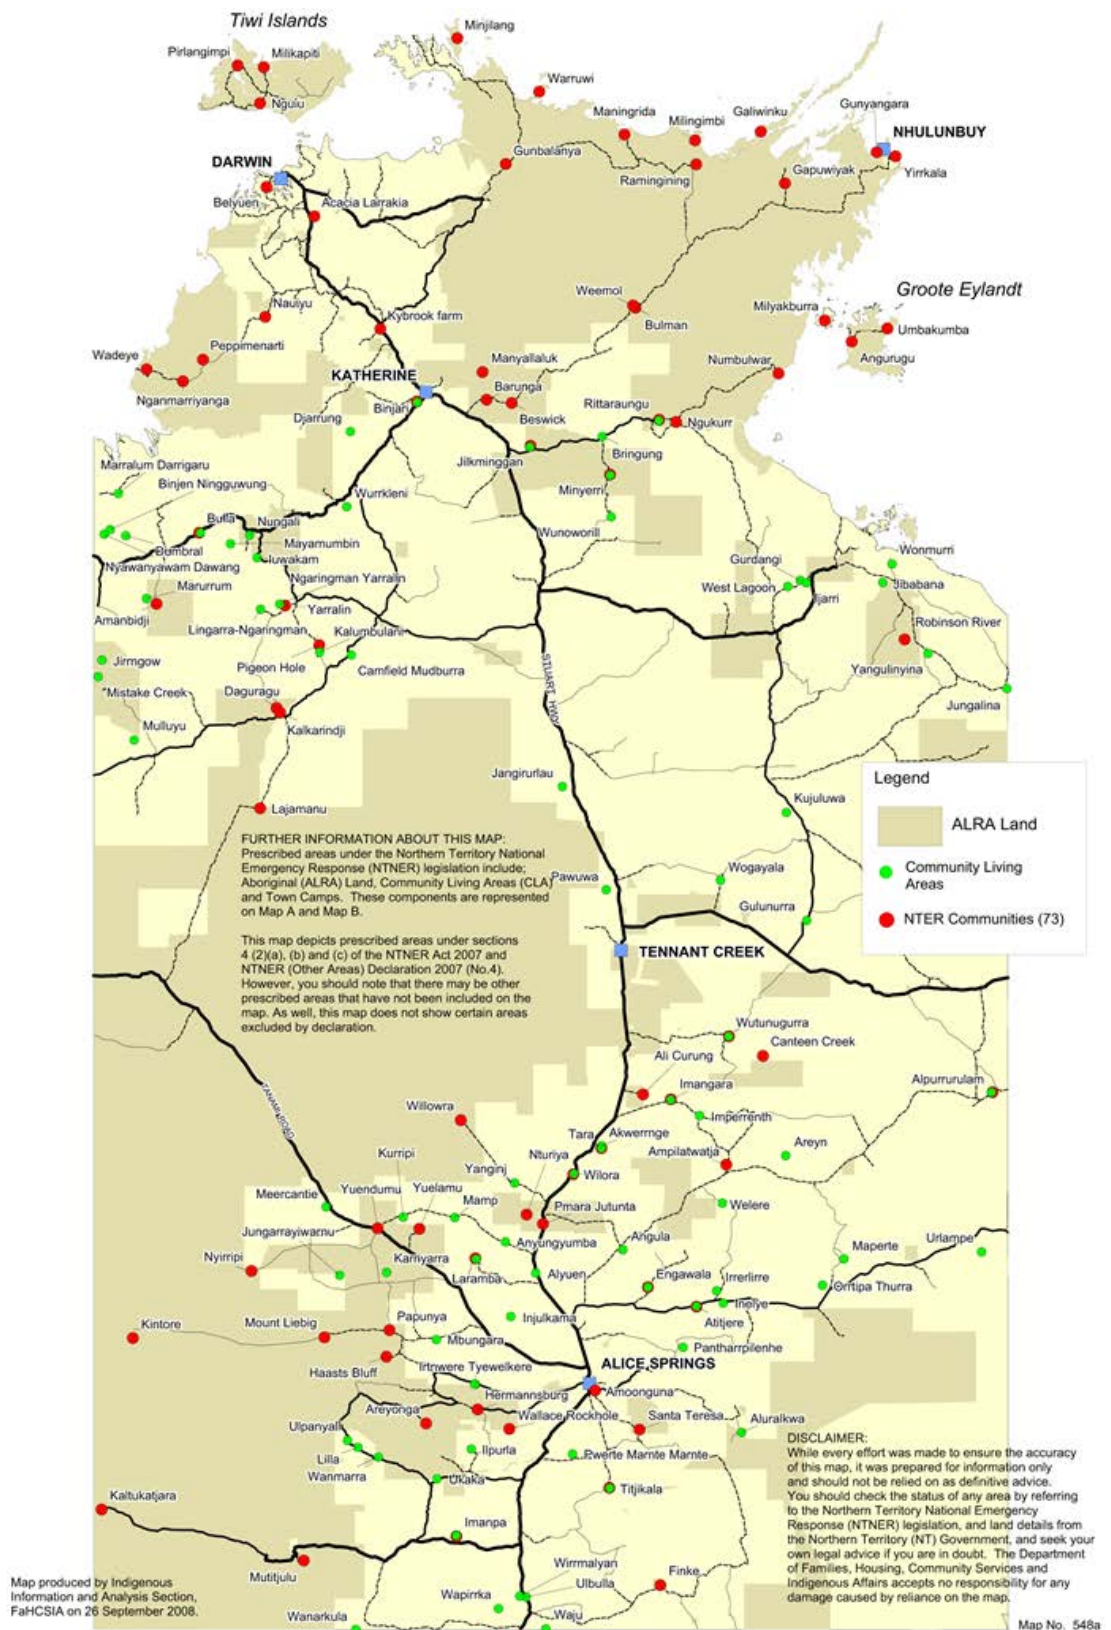 Tiwi Islands
Minjilang
Pirlangimpi
Milikapiti
Warruwi
Nguiu
Maningrida
Milingimbi
Galiwinku
Gunyangara
NHULUNBUY
DARWIN
Gunbalanya
Ramingining
Gapuwiyak
Yirrkala
Belyuen
Acacia Larrakia
Weemol
Bulman
Groote Eylandt
Milyakburra
Umbakumba
Angurugu
Nauiyu
Kybrook farm
Wadeye
Peppimenarti
Nganmarriyanga
KATHERINE
Manyallaluk
Barunga
Beswick
Numbulwar
Binjari
Djarrung
Rittaraungu
Ngukurr
Jilkminggan
Bringung
Marralum Darrigaru
Binjen Ningguwung
Wurrkleni
Minyerri
Bulla
Nungali
Wunoworill
Dumbral
Mayamumbin
Nyawanyawam Dawang
Iuwakam
Gurdangi
Wonmurri
Marurrum
Ngaringman Yarralin
West Lagoon
Jibabana
Ijarri
Amanbidji
Yarralin
Lingarra-Ngaringman
Kalumbulani
Robinson River
Jirmgow
Pigeon Hole
Camfield Mudburra
Yangulinyina
"Mistake Creek"
Daguragu
STUART HWY
Jungalina
Mulluyu
Kalkarindji
Jangirurlau
Legend
ALRA Land
Community Living
Areas
NTER Communities (73)
Lajamanu
Kujuluwa
FURTHER INFORMATION ABOUT THIS MAP:
Prescribed areas under the Northern Territory National
Emergency Response (NTNER) legislation include;
Aboriginal (ALRA) Land, Community Living Areas (CLA)
and Town Camps. These components are represented
on Map A and Map B.
This map depicts prescribed areas under sections
4 (2)(a), (b) and (c) of the NTNER Act 2007 and
NTNER (Other Areas) Declaration 2007 (No.4).
However, you should note that there may be other
prescribed areas that have not been included on the
map. As well, this map does not show certain areas
excluded by declaration.
Pawuwa
Wogayala
Gulunurra
TENNANT CREEK
Wutunugurra
Canteen Creek
Ali Curung
Imangara
Alpurrurulam
TANAMI ROAD
Willowra
Imperrenth
Tara
Akwerrnge
Areyn
Kurripi
Nturiya
Ampilatwatja
Yanginj
Wilora
Meercantie
Yuendumu
Yuelamu
Mamp
Pmara Jutunta
Welere
Jungarrayiwarnu
Anyungyumba
Angula
Urlampe
Nyirripi
Karriyarra
Maperte
Laramba
Alyuen
Engawala
Irrerlirre
Orrtipa Thurra
Inelye
Atitjere
Kintore
Mount Liebig
Papunya
Injulkama
Mbungara
Pantharrpilenhe
Haasts Bluff
Irtnwere Tyewelkere
ALICE SPRINGS
Hermannsburg
Amoonguna
Areyonga
Wallace Rockhole
Santa Teresa
Aluralkwa
Ulpanyali
Ilpurla
Pwerte Marnte Marnte
Lilla
Wanmarra
Ukaka
Titjikala
DISCLAIMER:
While every effort was made to ensure the accuracy
of this map, it was prepared for information only
and should not be relied on as definitive advice.
You should check the status of any area by referring
to the Northern Territory National Emergency
Response (NTNER) legislation, and land details from
the Northern Territory (NT) Government, and seek your
own legal advice if you are in doubt. The Department
of Families, Housing, Community Services and
Indigenous Affairs accepts no responsibility for any
damage caused by reliance on the map.
Kaltukatjara
Imanpa
Mutitjulu
Wirrmalyan
Ulbulla
Finke
Wapirrka
Wanarkula
Waju
Map produced by Indigenous
Information and Analysis Section,
FaHCSIA on 26 September 2008.
Map No. 548a